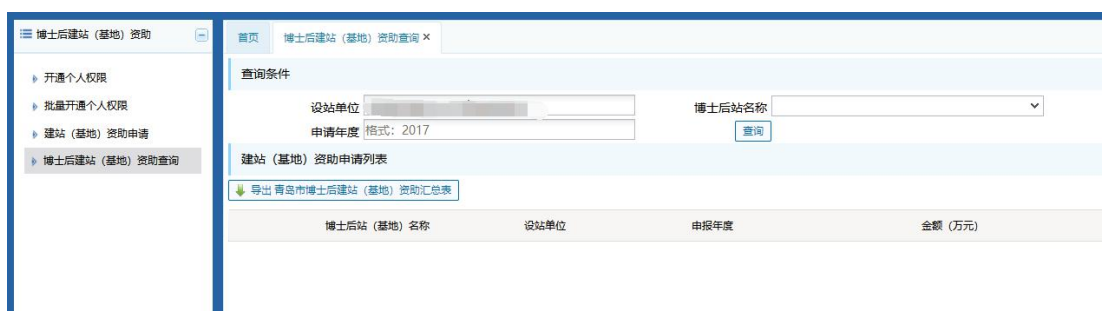 博士后建站（基地）资助
首页 博士后建站（基地）资助查询 ×
开通个人权限
批量开通个人权限
建站（基地）资助申请
博士后建站（基地）资助查询
查询条件
设站单位 博士后站名称
申请年度 格式：2017 查询
建站（基地）资助申请列表
导出 青岛市博士后建站（基地）资助汇总表
博士后站（基地）名称 设站单位 申报年度 金额（万元）